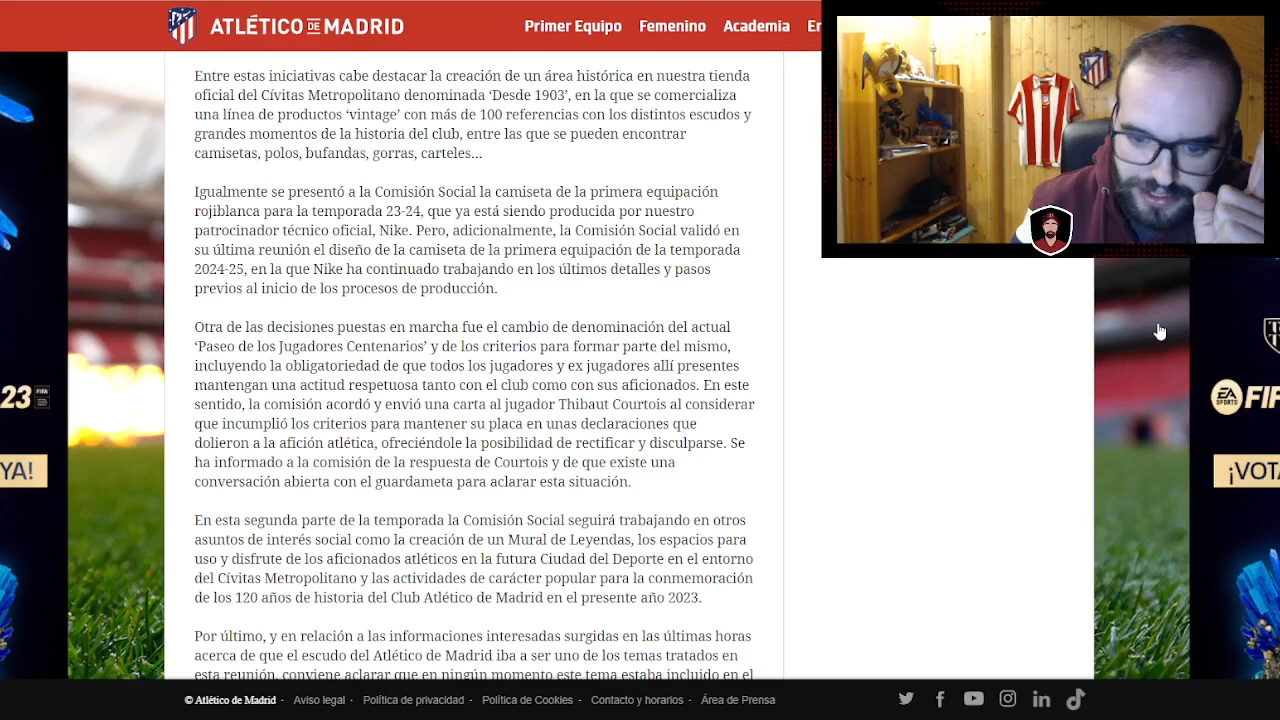 ATLÉTICO DE MADRID
Primer Equipo Femenino Academia
Entre estas iniciativas cabe destacar la creación de un área histórica en nuestra tienda
oficial del Cívitas Metropolitano denominada ‘Desde 1903’, en la que se comercializa
una línea de productos ‘vintage’ con más de 100 referencias con los distintos escudos y
grandes momentos de la historia del club, entre las que se pueden encontrar
camisetas, polos, bufandas, gorras, carteles…
Igualmente se presentó a la Comisión Social la camiseta de la primera equipación
rojiblanca para la temporada 23-24, que ya está siendo producida por nuestro
patrocinador técnico oficial, Nike. Pero, adicionalmente, la Comisión Social validó en
su última reunión el diseño de la camiseta de la primera equipación de la temporada
2024-25, en la que Nike ha continuado trabajando en los últimos detalles y pasos
previos al inicio de los procesos de producción.
Otra de las decisiones puestas en marcha fue el cambio de denominación del actual
‘Paseo de los Jugadores Centenarios’ y de los criterios para formar parte del mismo,
incluyendo la obligatoriedad de que todos los jugadores y ex jugadores allí presentes
mantengan una actitud respetuosa tanto con el club como con sus aficionados. En este
sentido, la comisión acordó y envió una carta al jugador Thibaut Courtois al considerar
que incumplió los criterios para mantener su placa en unas declaraciones que
dolieron a la afición atlética, ofreciéndole la posibilidad de rectificar y disculparse. Se
ha informado a la comisión de la respuesta de Courtois y de que existe una
conversación abierta con el guardameta para aclarar esta situación.
En esta segunda parte de la temporada la Comisión Social seguirá trabajando en otros
asuntos de interés social como la creación de un Mural de Leyendas, los espacios para
uso y disfrute de los aficionados atléticos en la futura Ciudad del Deporte en el entorno
del Cívitas Metropolitano y las actividades de carácter popular para la conmemoración
de los 120 años de historia del Club Atlético de Madrid en el presente año 2023.
Por último, y en relación a las informaciones interesadas surgidas en las últimas horas
acerca de que el escudo del Atlético de Madrid iba a ser uno de los temas tratados en
esta reunión, conviene aclarar que en ningún momento este tema estaba incluido en el
23
YA!
EA SPORTS FIF
¡VOTA
© Atlético de Madrid · Aviso legal · Política de privacidad · Política de Cookies · Contacto y horarios · Área de Prensa